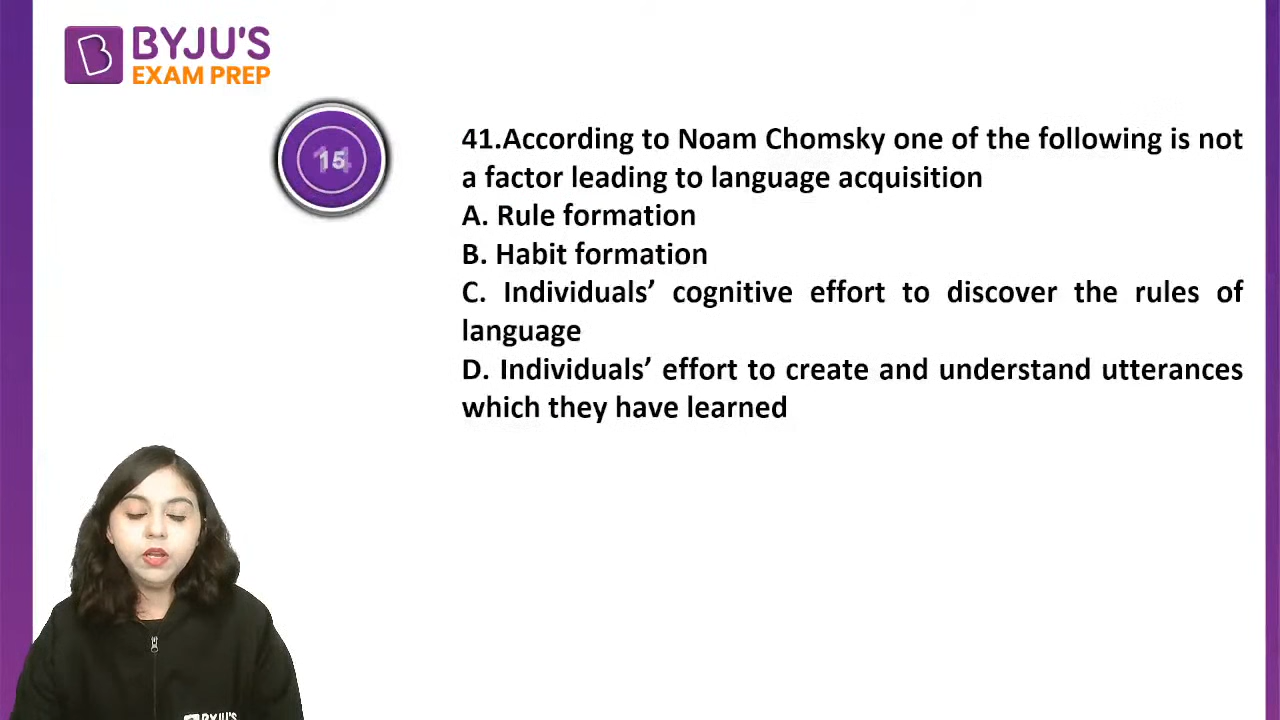 BYJU'S
EXAM PREP
15
41.According to Noam Chomsky one of the following is not
a factor leading to language acquisition
A. Rule formation
B. Habit formation
C. Individuals’ cognitive effort to discover the rules of
language
D. Individuals’ effort to create and understand utterances
which they have learned
BYJU'S